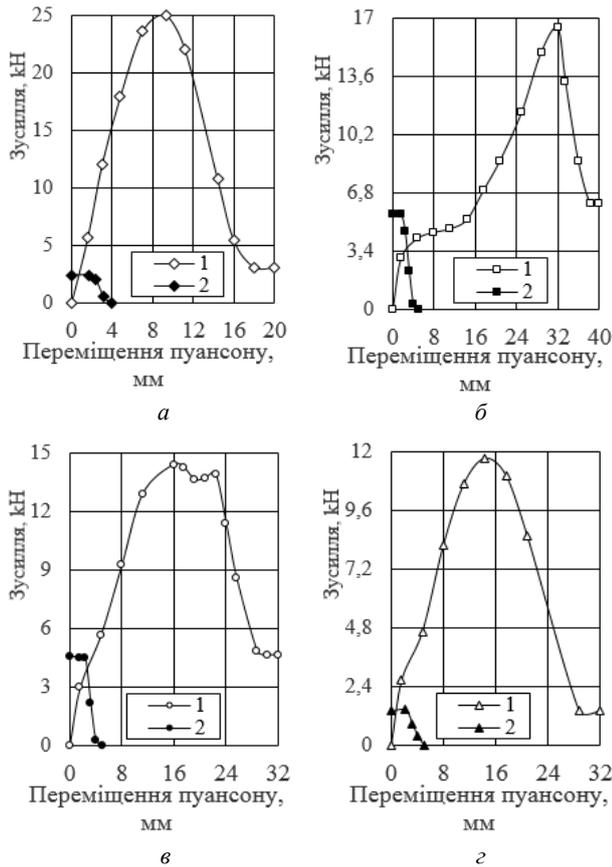 Зусилля, kH
25
20
15
10
5
0
1
2
0 4 8 12 16 20
Переміщення пуансону,
мм
а
Зусилля, kH
17
13,6
10,2
6,8
3,4
0
1
2
0 8 16 24 32 40
Переміщення пуансону,
мм
б
Зусилля, kH
15
12
9
6
3
0
1
2
0 8 16 24 32
Переміщення пуансону,
мм
в
Зусилля, kH
12
9,6
7,2
4,8
2,4
0
1
2
0 8 16 24 32
Переміщення пуансону,
мм
г